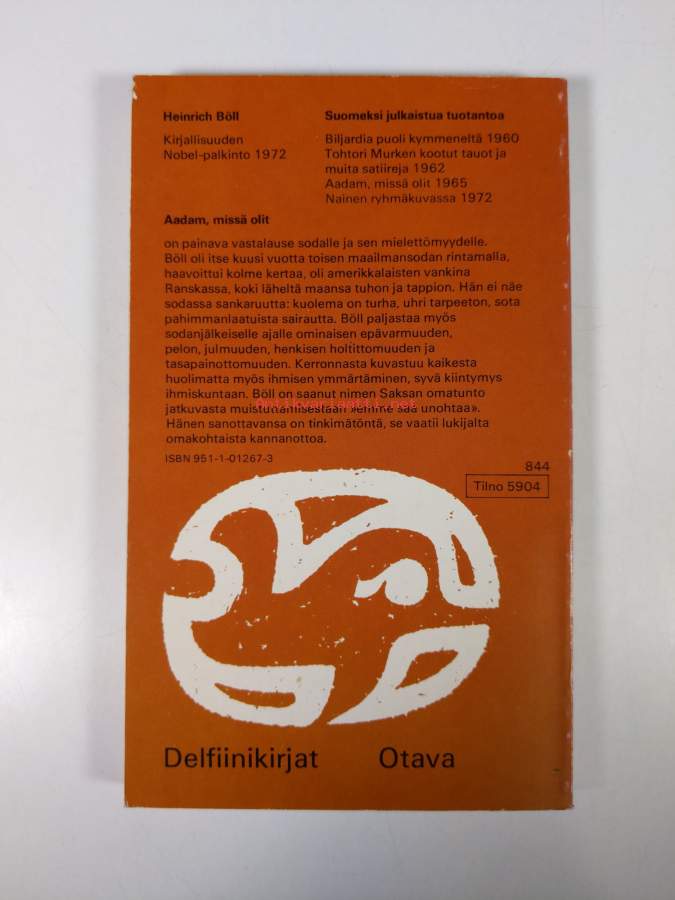 Heinrich Böll
Kirjallisuuden
Nobel-palkinto 1972
Suomeksi julkaistua tuotantoa
Biljardia puoli kymmeneltä 1960
Tohtori Murken kootut tauot ja
muita satiireja 1962
Aadam, missä olit 1965
Nainen ryhmäkuvassa 1972
Aadam, missä olit
on painava vastalause sodalle ja sen mielettömyydelle.
Böll oli itse kuusi vuotta toisen maailmansodan rintamalla,
haavoittui kolme kertaa, oli amerikkalaisten vankina
Ranskassa, koki läheltä maansa tuhon ja tappion. Hän ei näe
sodassa sankaruutta: kuolema on turha, uhri tarpeeton, sota
pahimmanlaatuista sairautta. Böll paljastaa myös
sodanjälkeiselle ajalle ominaisen epävarmuuden,
pelon, julmuuden, henkisen holtittomuuden ja
tasapainottomuuden. Kerronnasta kuvastuu kaikesta
huolimatta myös ihmisen ymmärtäminen, syvä kiintymys
ihmiskuntaan. Böll on saanut nimen Saksan omatunto
jatkuvasta muistuttamisestaan »emme saa unohtaa».
Hänen sanottavansa on tinkimätöntä, se vaatii lukijalta
omakohtaista kannanottoa.
ISBN 951-1-01267-3
844
Tilno 5904
Delfiinikirjat Otava